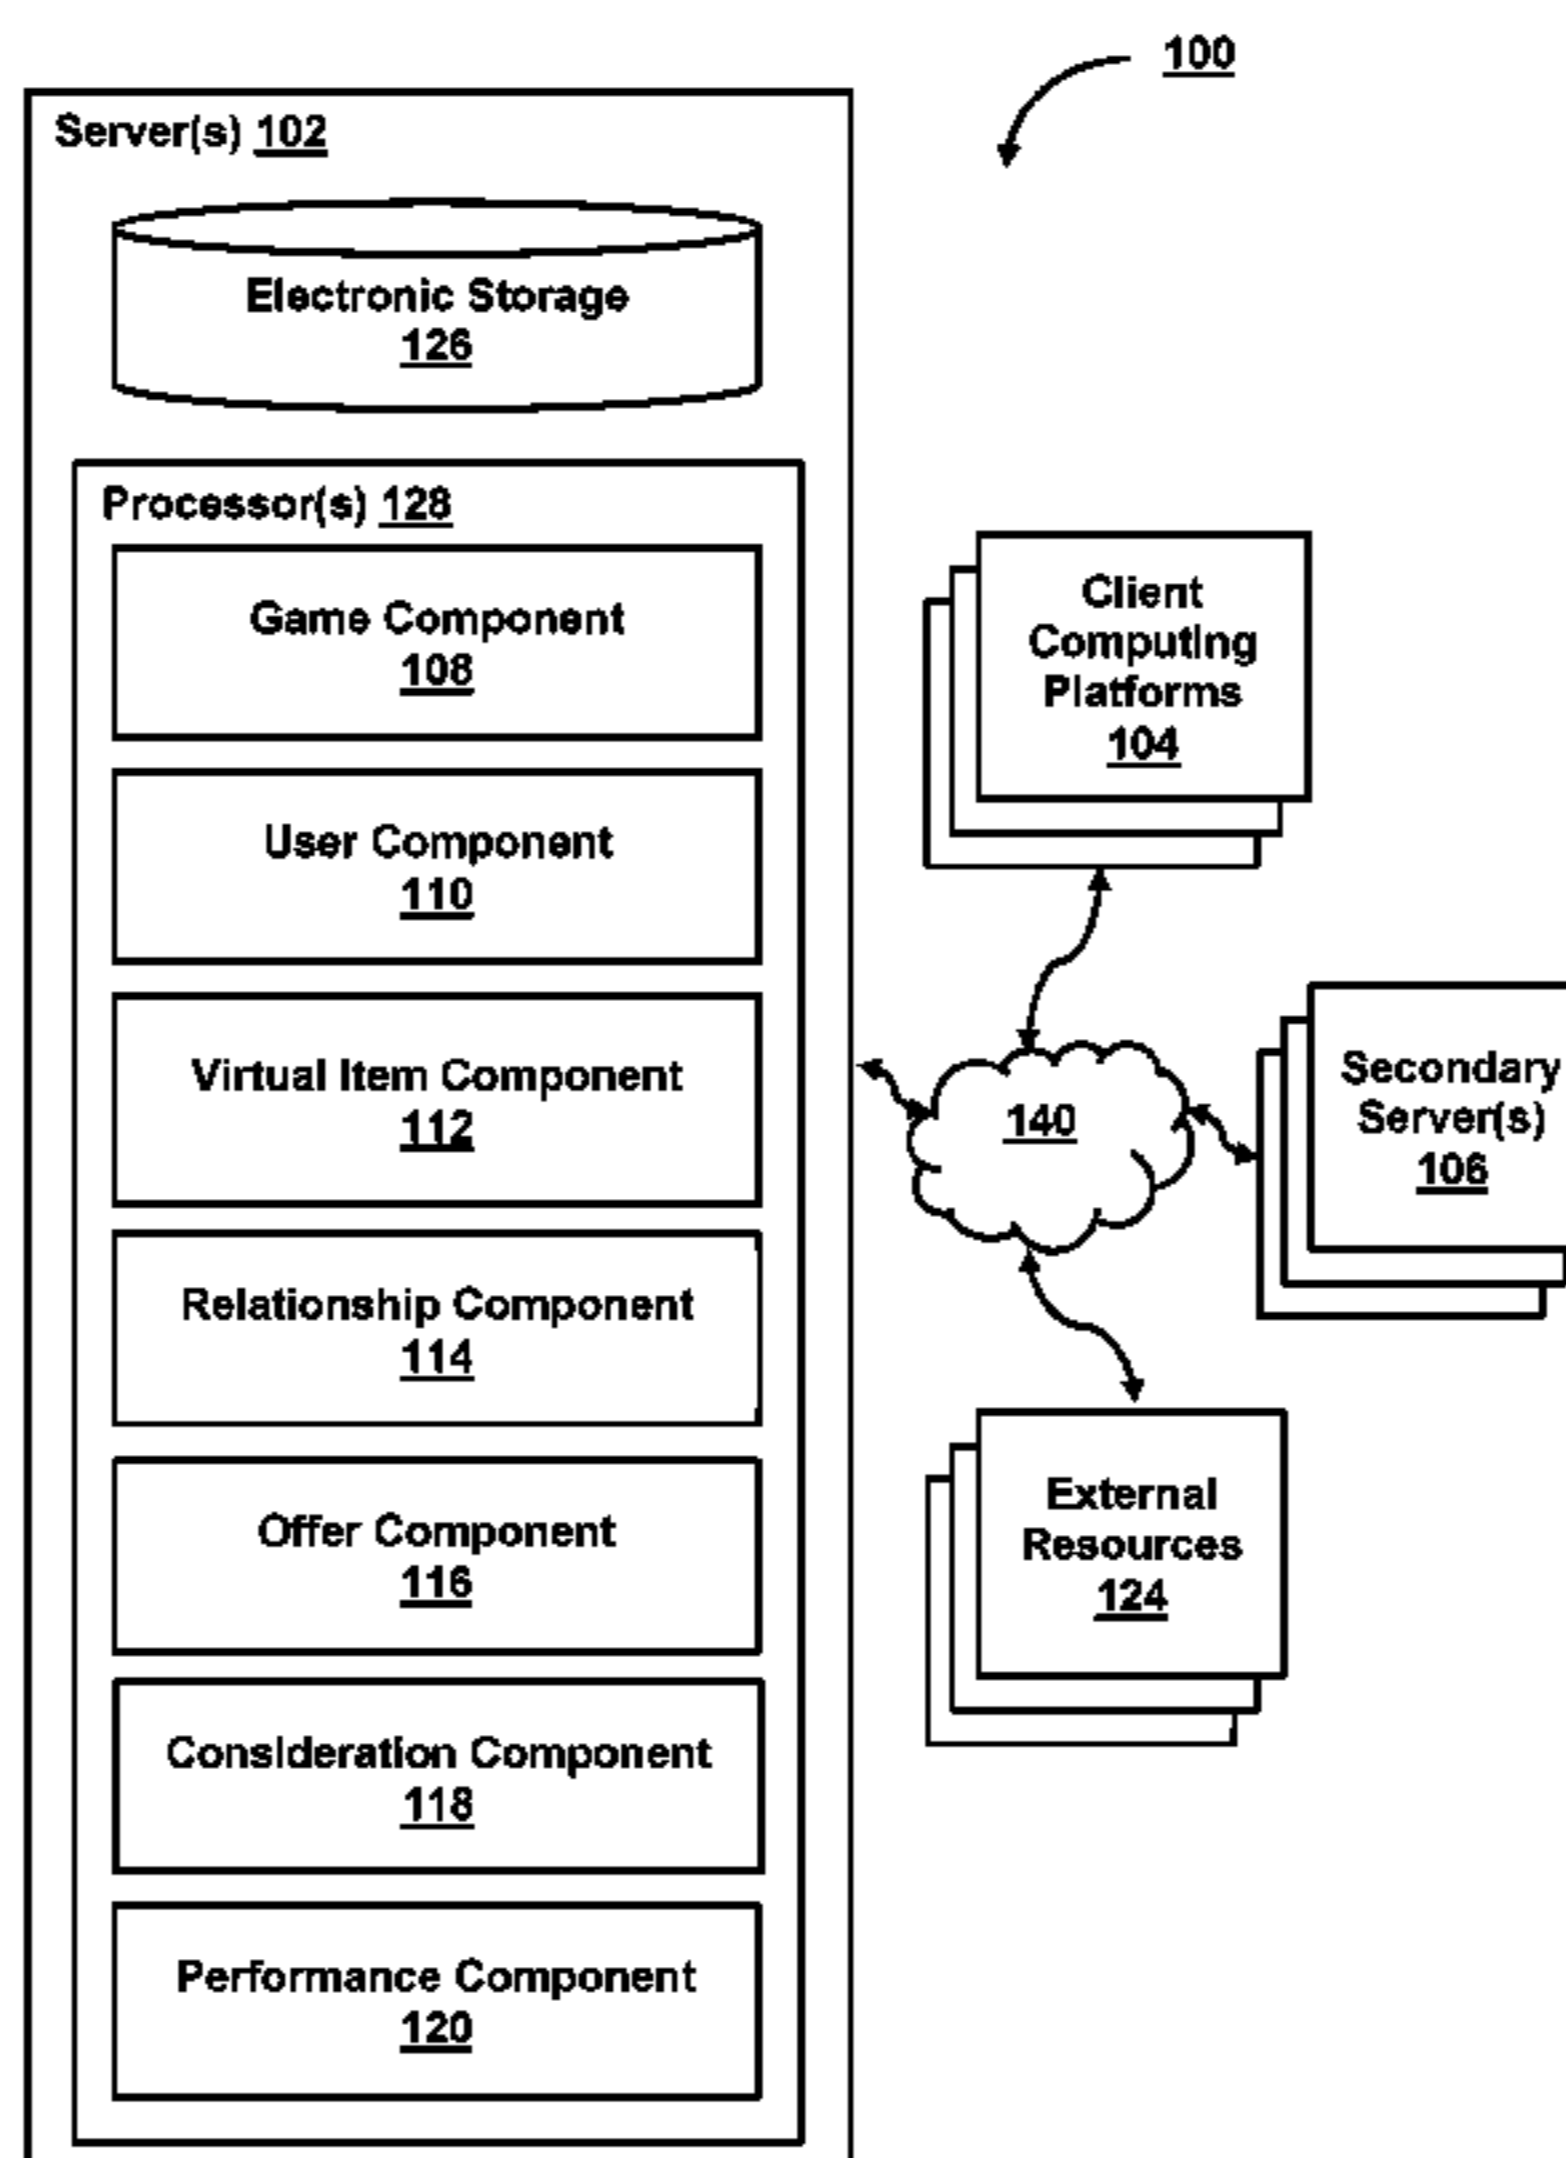 100
Server(s) 102
Electronic Storage
126
Processor(s) 128
Game Component
108
User Component
110
Virtual Item Component
112
Relationship Component
114
Offer Component
116
Consideration Component
118
Performance Component
120
Client
Computing
Platforms
104
140
Secondary
Server(s)
106
External
Resources
124